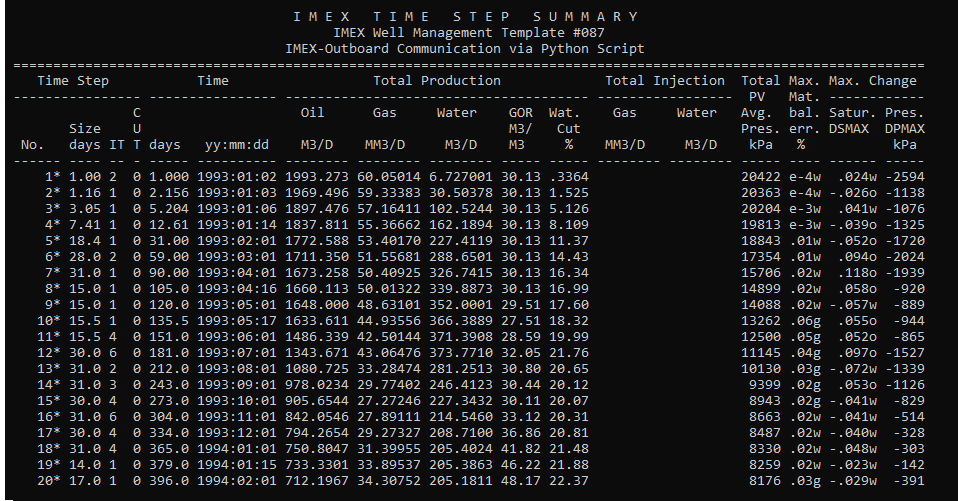 I M E X   T I M E   S T E P   S U M M A R Y
IMEX Well Management Template #087
IMEX-Outboard Communication via Python Script
===================================================================================================================
Time Step Time Total Production Total Injection Total Max. Max. Change
-------------------- ---------------- --------------------------------------- ----------------- PV Mat. ------------
C Oil Gas Water GOR Wat. Gas Water Avg. bal. Satur. Pres.
Size U M3/ Cut Pres. err. DSMAX DPMAX
No. days IT T days yy:mm:dd M3/D MM3/D M3/D M3 % MM3/D M3/D kPa % kPa
------ ---- -- - ----- -------- -------- -------- -------- ----- ----- -------- -------- ----- ---- ------ -----
1* 1.00 2 0 1.000 1993:01:02 1993.273 60.05014 6.727001 30.13 .3364 20422 e-4w .024w -2594
2* 1.16 1 0 2.156 1993:01:03 1969.496 59.33383 30.50378 30.13 1.525 20363 e-4w -.026o -1138
3* 3.05 1 0 5.204 1993:01:06 1897.476 57.16411 102.5244 30.13 5.126 20204 e-3w .041w -1076
4* 7.41 1 0 12.61 1993:01:14 1837.811 55.36662 162.1894 30.13 8.109 19813 e-3w -.039o -1325
5* 18.4 1 0 31.00 1993:02:01 1772.588 53.40170 227.4119 30.13 11.37 18843 .01w -.052o -1720
6* 28.0 2 0 59.00 1993:03:01 1711.350 51.55681 288.6501 30.13 14.43 17354 .01w .094o -2024
7* 31.0 1 0 90.00 1993:04:01 1673.258 50.40925 326.7415 30.13 16.34 15706 .02w .118o -1939
8* 15.0 1 0 105.0 1993:04:16 1660.113 50.01322 339.8873 30.13 16.99 14899 .02w .058o -920
9* 15.0 1 0 120.0 1993:05:01 1648.000 48.63101 352.0001 29.51 17.60 14088 .02w -.057w -889
10* 15.5 1 0 135.5 1993:05:17 1633.611 44.93556 366.3889 27.51 18.32 13262 .06g .055o -944
11* 15.5 4 0 151.0 1993:06:01 1486.339 42.50144 371.3908 28.59 19.99 12500 .05g .052o -865
12* 30.0 6 0 181.0 1993:07:01 1343.671 43.06476 373.7710 32.05 21.76 11145 .04g .097o -1527
13* 31.0 2 0 212.0 1993:08:01 1080.725 33.28474 281.2513 30.80 20.65 10130 .03g -.072w -1339
14* 31.0 3 0 243.0 1993:09:01 978.0234 29.77402 246.4123 30.44 20.12 9399 .02g .053o -1126
15* 30.0 4 0 273.0 1993:10:01 905.6544 27.27246 227.3432 30.11 20.07 8943 .02g -.041w -829
16* 31.0 6 0 304.0 1993:11:01 842.0546 27.89111 214.5460 33.12 20.31 8663 .02w -.041w -514
17* 30.0 4 0 334.0 1993:12:01 794.2654 29.27327 208.7100 36.86 20.81 8487 .02w -.040w -328
18* 31.0 4 0 365.0 1994:01:01 750.8047 31.39955 205.4024 41.82 21.48 8330 .02w -.048w -303
19* 14.0 1 0 379.0 1994:01:15 733.3301 33.89537 205.3863 46.22 21.88 8259 .02w -.023w -142
20* 17.0 1 0 396.0 1994:02:01 712.1967 34.30752 205.1811 48.17 22.37 8176 .03g -.029w -391